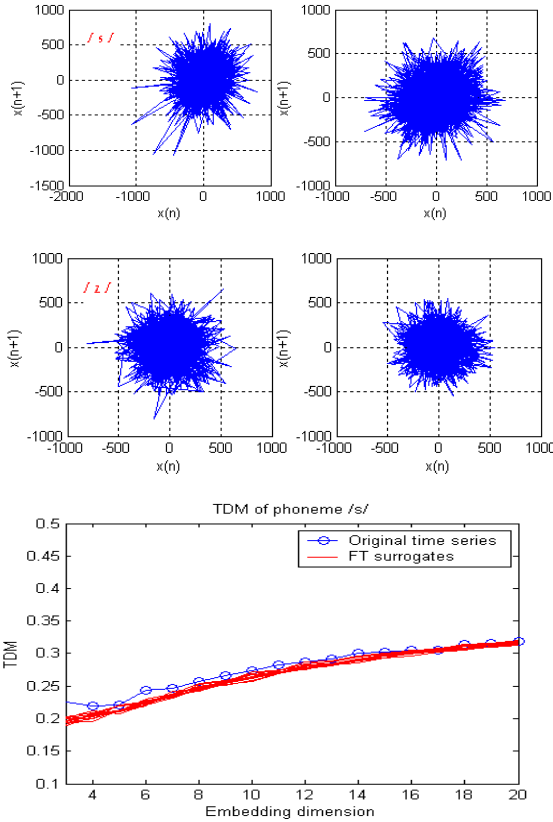 1000
500
0
-500
-1000
-1500
-2000 -1000 0 1000
x(n)
x(n+1)
/ s /
1000
500
0
-500
-1000
-1000 -500 0 500 1000
x(n)
x(n+1)
1000
500
0
-500
-1000
-1000 -500 0 500 1000
x(n)
x(n+1)
/ z /
1000
500
0
-500
-1000
-1000 -500 0 500 1000
x(n)
x(n+1)
TDM of phoneme /s/
0.5
0.45
0.4
0.35
0.3
0.25
0.2
0.15
0.1
TDM
Original time series
FT surrogates
4 6 8 10 12 14 16 18 20
Embedding dimension